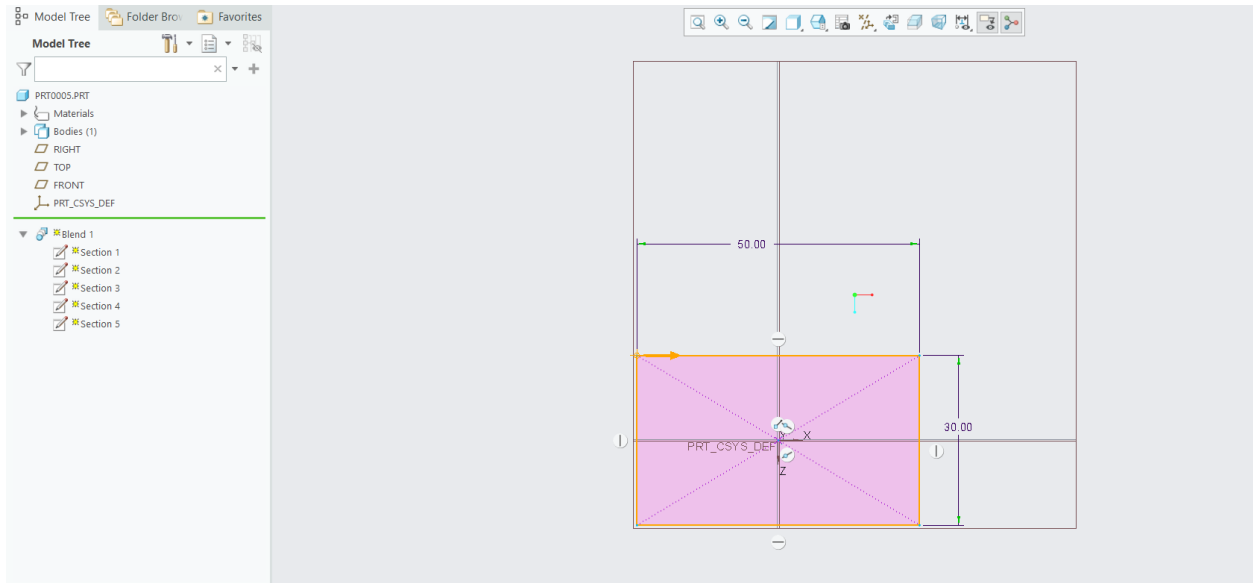 Model Tree
Folder Brow
Favorites
Model Tree
PRT0005.PRT
Materials
Bodies (1)
RIGHT
TOP
FRONT
PRT_CSYS_DEF
Blend 1
Section 1
Section 2
Section 3
Section 4
Section 5
50.00
30.00
X
PRT_CSYS_DEF
Z